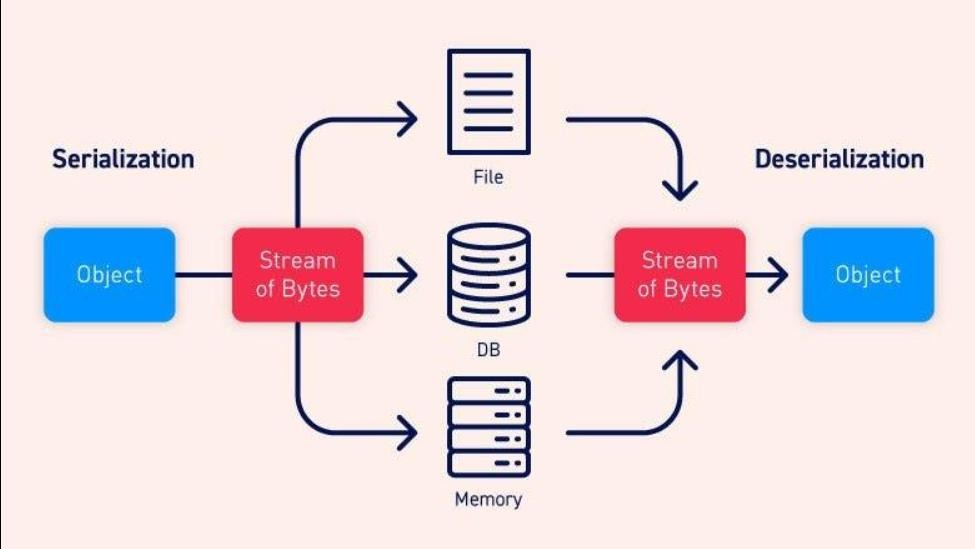 Serialization
Deserialization
File
Object
Stream
of Bytes
DB
Stream
of Bytes
Object
Memory